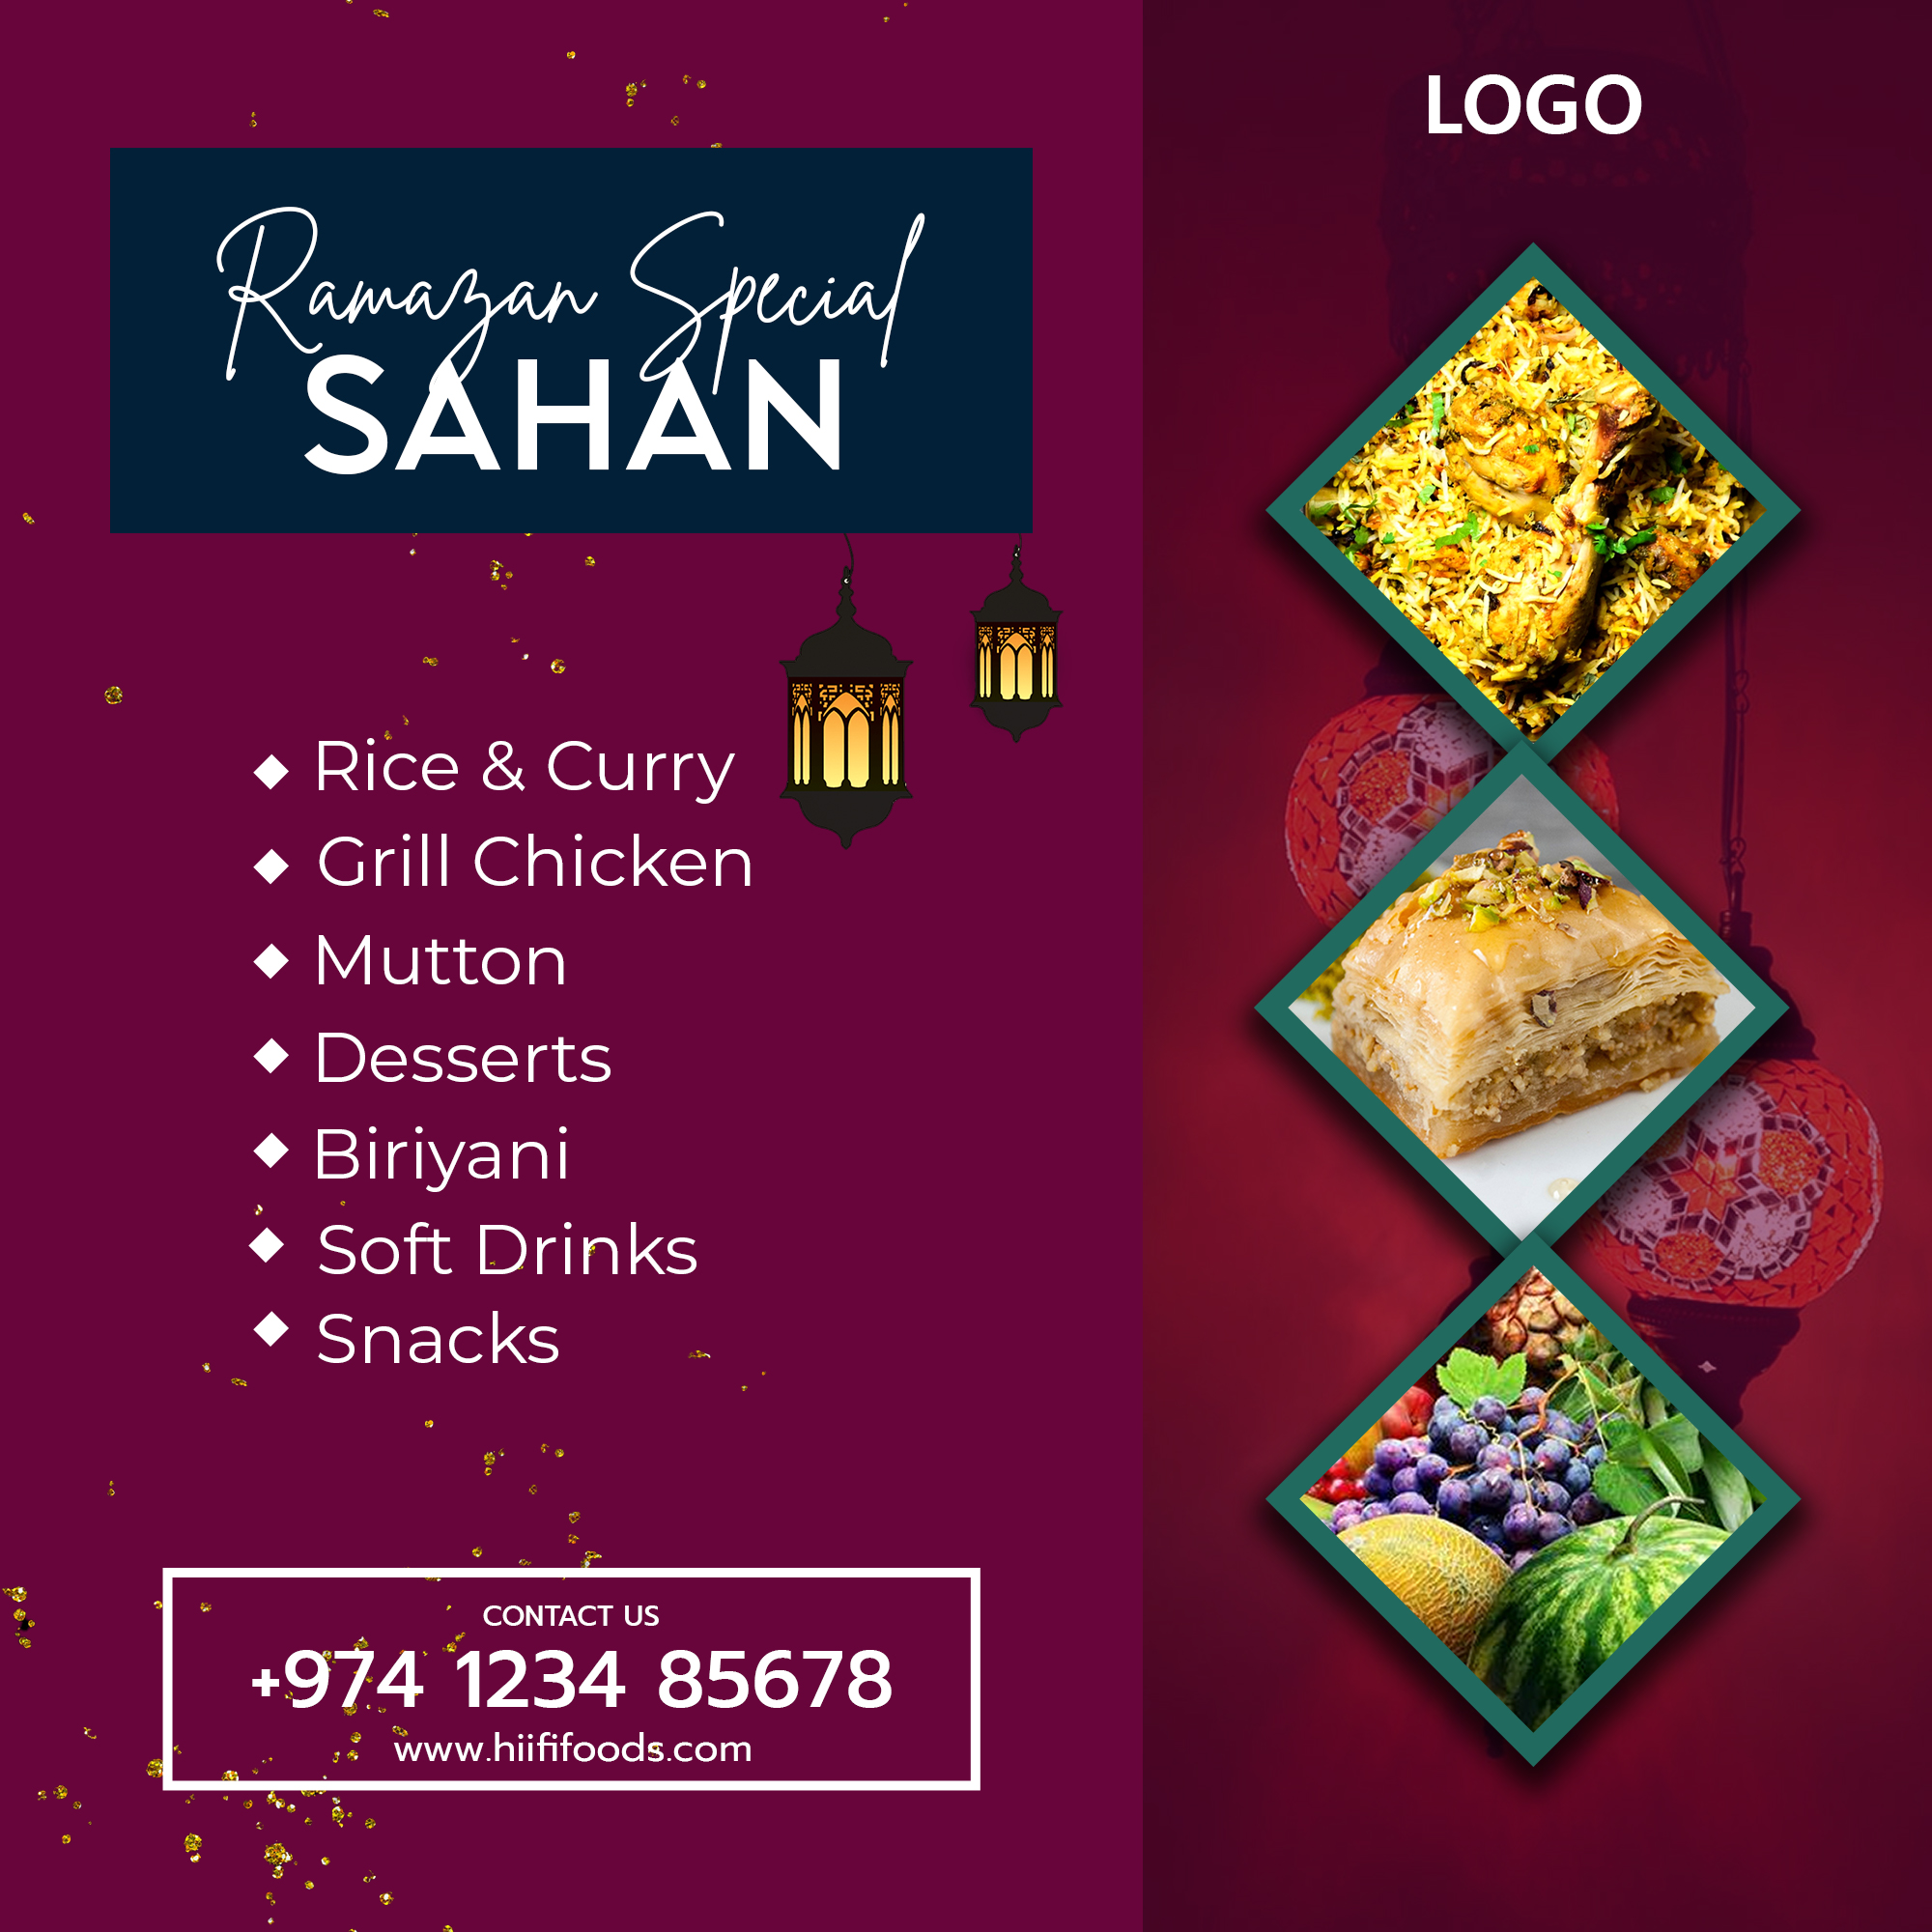 LOGO
Ramazan Special
SAHAN
Rice & Curry
Grill Chicken
Mutton
Desserts
Biriyani
Soft Drinks
Snacks
CONTACT US
+974 1234 85678
www.hiififoods.com